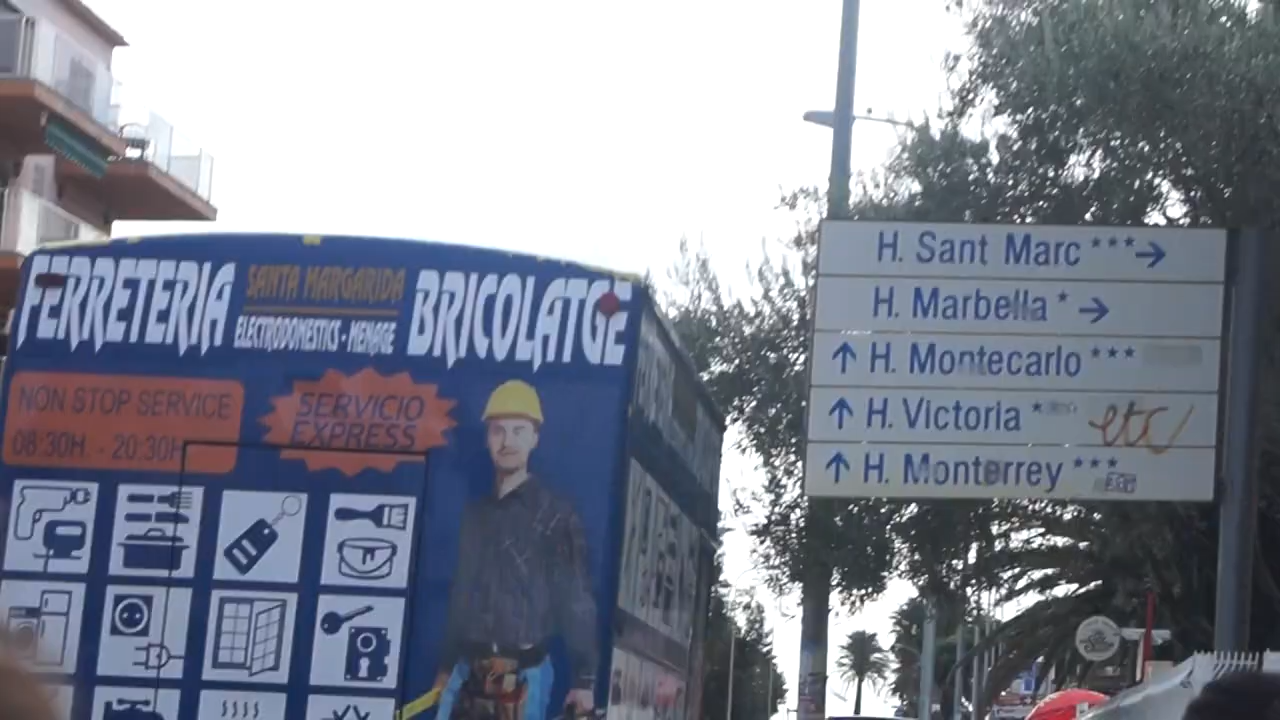 FERRETERIA
SANTA MARGARIDA
ELECTRODOMESTICS - MENAGE
BRICOLATGE
NON STOP SERVICE
08:30H. - 20:30H
SERVICIO
EXPRESS
H. Sant Marc ***→
H. Marbella * →
↑ H. Montecarlo ***
↑ H. Victoria * etc
↑ H. Monterrey ***